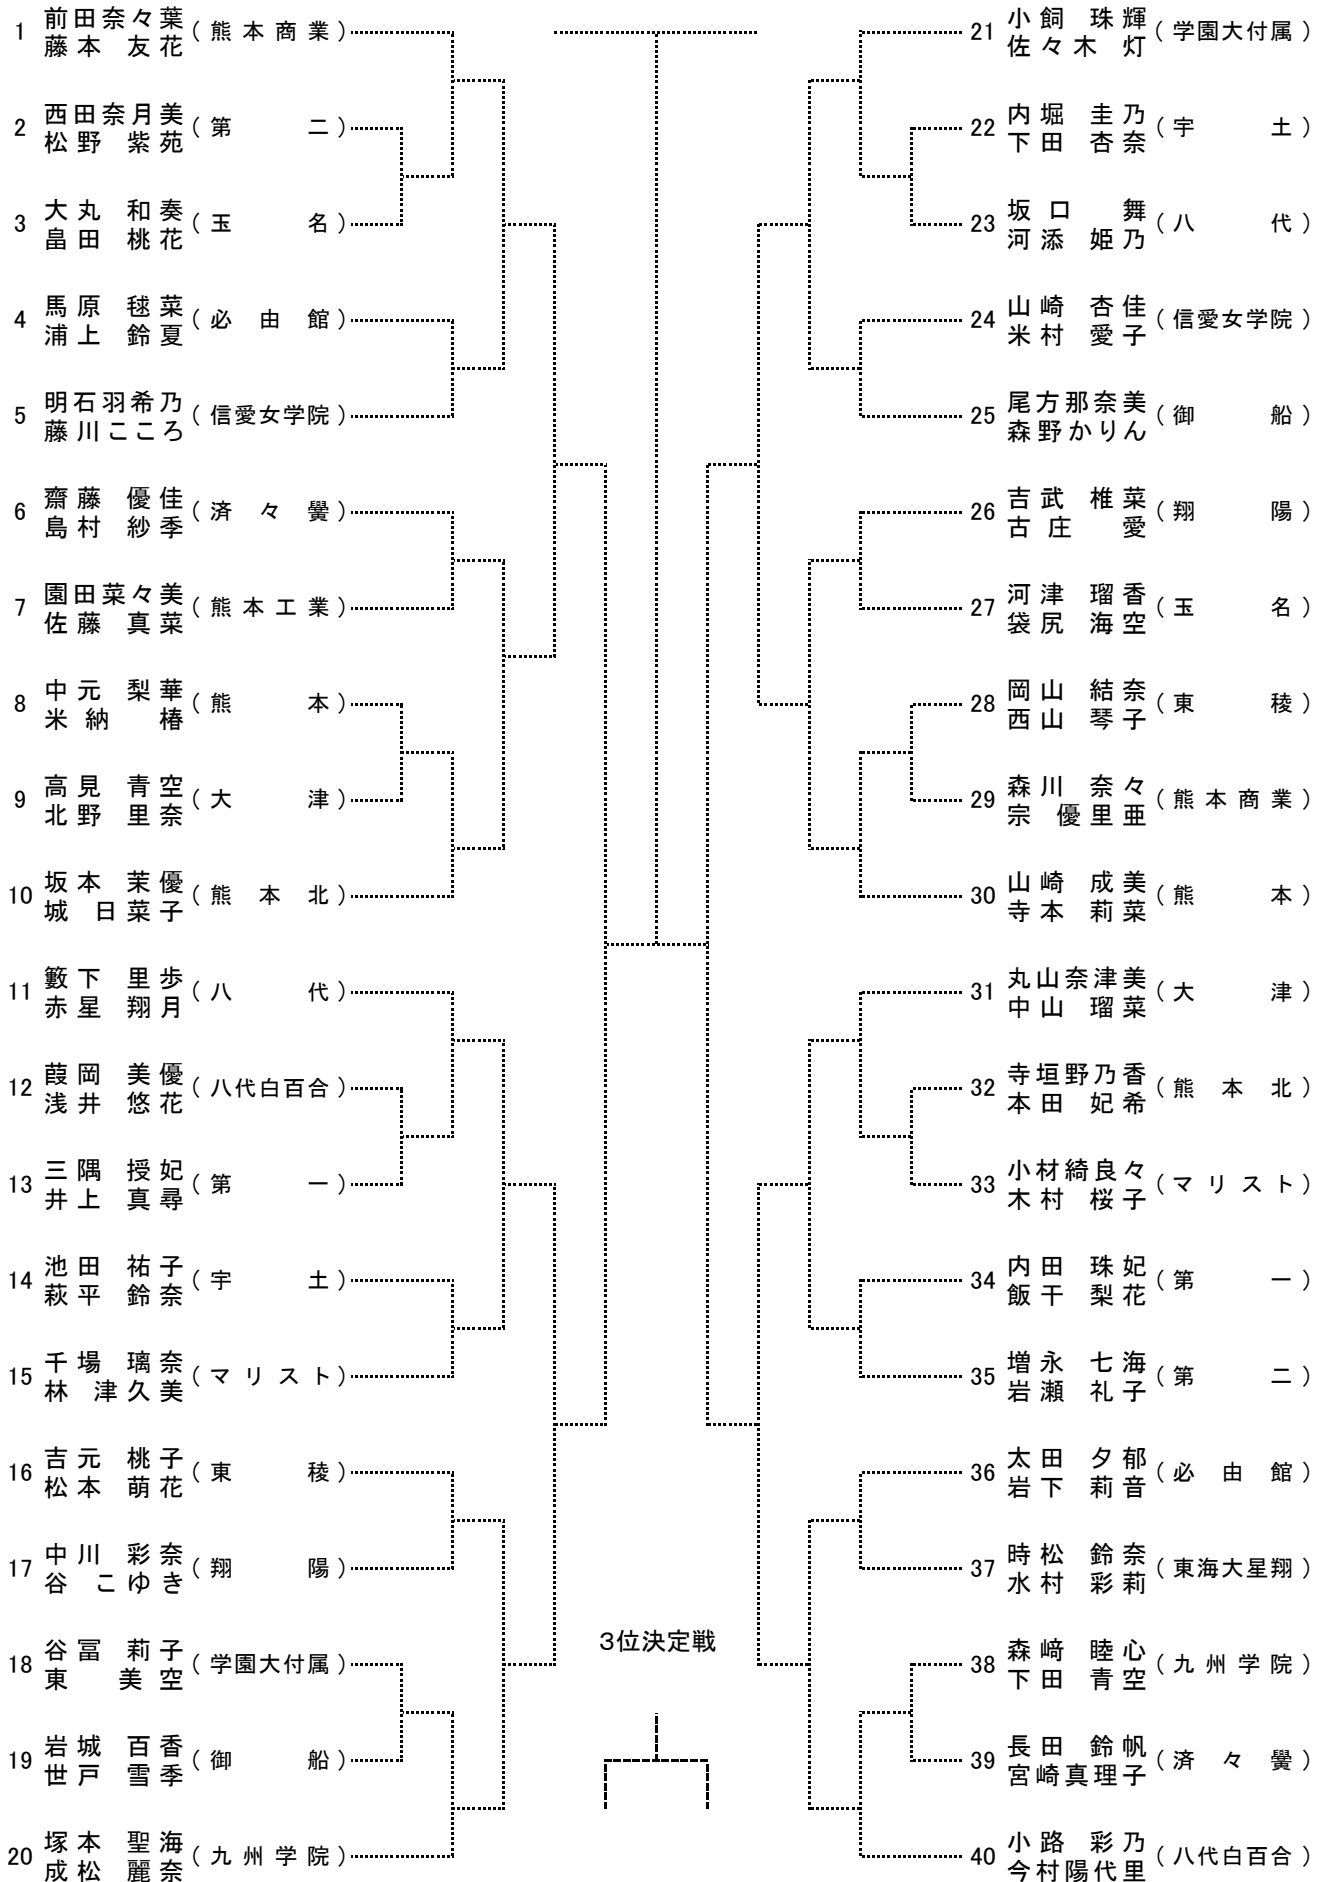 1 前田奈々葉 (熊本商業)
藤本 友花
2 西田奈月美 (第二)
松野 紫苑
3 大丸 和奏 (玉名)
畠田 桃花
4 馬原 毬菜 (必由館)
浦上 鈴夏
5 明石羽希乃 (信愛女学院)
藤川こころ
6 齋藤 優佳 (済々黌)
島村 紗季
7 園田菜々美 (熊本工業)
佐藤 真菜
8 中元 梨華 (熊本)
米納 椿
9 高見 青空 (大津)
北野 里奈
10 坂本 茉優 (熊本北)
城 日菜子
11 籔下 里歩 (八代)
赤星 翔月
12 葭岡 美優 (八代白百合)
浅井 悠花
13 三隅 授妃 (第一)
井上 真尋
14 池田 祐子 (宇土)
萩平 鈴奈
15 千場 璃奈 (マリスト)
林 津久美
16 吉元 桃子 (東稜)
松本 萌花
17 中川 彩奈 (翔陽)
谷 こゆき
18 谷冨 莉子 (学園大付属)
東 美空
19 岩城 百香 (御船)
世戸 雪季
20 塚本 聖海 (九州学院)
成松 麗奈
3位決定戦
21 小飼 珠輝 (学園大付属)
佐々木 灯
22 内堀 圭乃 (宇土)
下田 杏奈
23 坂口 舞 (八代)
河添 姫乃
24 山崎 杏佳 (信愛女学院)
米村 愛子
25 尾方那奈美 (御船)
森野かりん
26 吉武 椎菜 (翔陽)
古庄 愛
27 河津 瑠香 (玉名)
袋尻 海空
28 岡山 結奈 (東稜)
西山 琴子
29 森川 奈々 (熊本商業)
宗 優里亜
30 山崎 成美 (熊本)
寺本 莉菜
31 丸山奈津美 (大津)
中山 瑠菜
32 寺垣野乃香 (熊本北)
本田 妃希
33 小材綺良々 (マリスト)
木村 桜子
34 内田 珠妃 (第一)
飯干 梨花
35 増永 七海 (第二)
岩瀬 礼子
36 太田 夕郁 (必由館)
岩下 莉音
37 時松 鈴奈 (東海大星翔)
水村 彩莉
38 森﨑 睦心 (九州学院)
下田 青空
39 長田 鈴帆 (済々黌)
宮崎真理子
40 小路 彩乃 (八代白百合)
今村陽代里